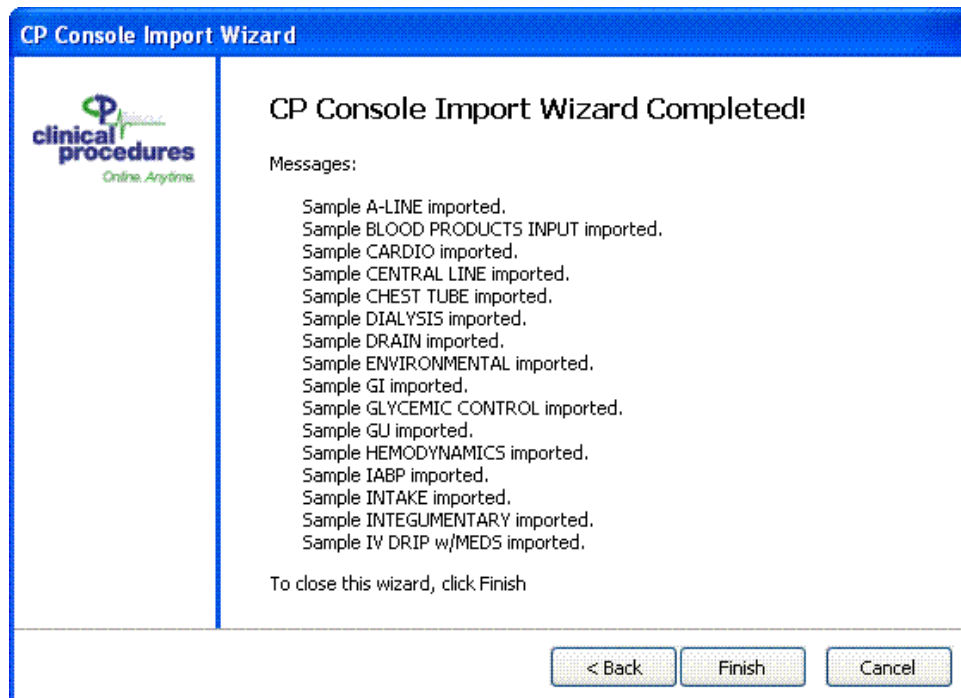 CP Console Import Wizard
CP
clinical
procedures
Online. Anytime.
CP Console Import Wizard Completed!
Messages:
Sample A-LINE imported.
Sample BLOOD PRODUCTS INPUT imported.
Sample CARDIO imported.
Sample CENTRAL LINE imported.
Sample CHEST TUBE imported.
Sample DIALYSIS imported.
Sample DRAIN imported.
Sample ENVIRONMENTAL imported.
Sample GI imported.
Sample GLYCEMIC CONTROL imported.
Sample GU imported.
Sample HEMODYNAMICS imported.
Sample IABP imported.
Sample INTAKE imported.
Sample INTEGUMENTARY imported.
Sample IV DRIP w/MEDS imported.
To close this wizard, click Finish
< Back
Finish
Cancel